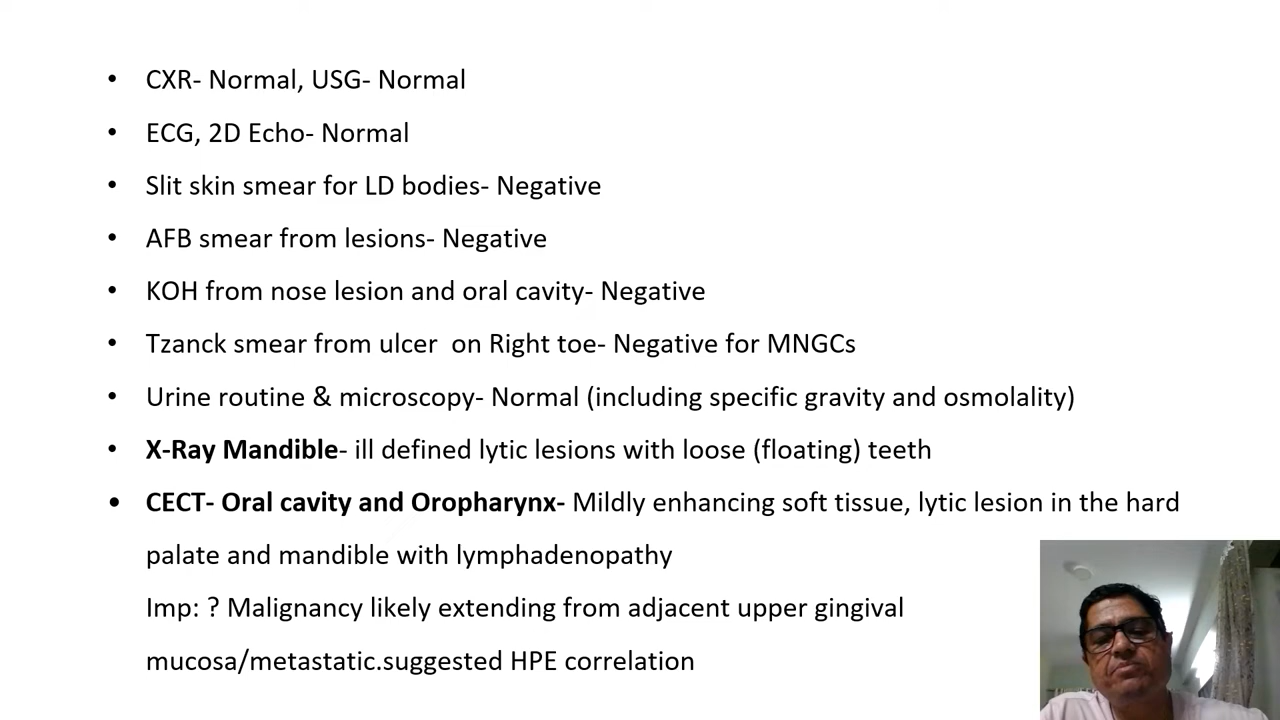 • CXR- Normal, USG- Normal
• ECG, 2D Echo- Normal
• Slit skin smear for LD bodies- Negative
• AFB smear from lesions- Negative
• KOH from nose lesion and oral cavity- Negative
• Tzanck smear from ulcer  on Right toe- Negative for MNGCs
• Urine routine & microscopy- Normal (including specific gravity and osmolality)
• X-Ray Mandible- ill defined lytic lesions with loose (floating) teeth
• CECT- Oral cavity and Oropharynx- Mildly enhancing soft tissue, lytic lesion in the hard
palate and mandible with lymphadenopathy
Imp: ? Malignancy likely extending from adjacent upper gingival
mucosa/metastatic.suggested HPE correlation